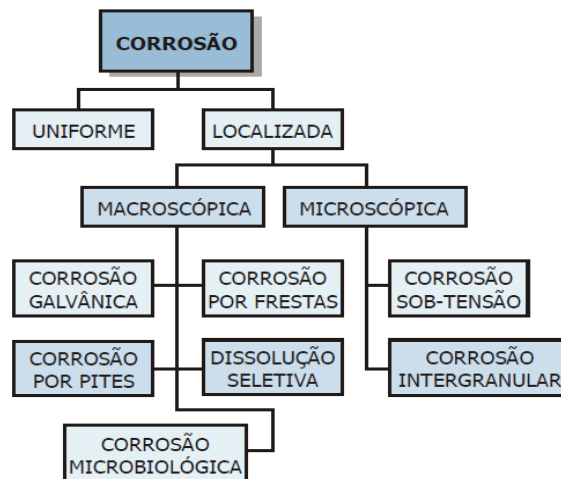 CORROSÃO
UNIFORME
LOCALIZADA
MACROSCÓPICA
MICROSCÓPICA
CORROSÃO
GALVÂNICA
CORROSÃO
POR FRESTAS
CORROSÃO
SOB-TENSÃO
CORROSÃO
POR PITES
DISSOLUÇÃO
SELETIVA
CORROSÃO
INTERGRANULAR
CORROSÃO
MICROBIOLÓGICA